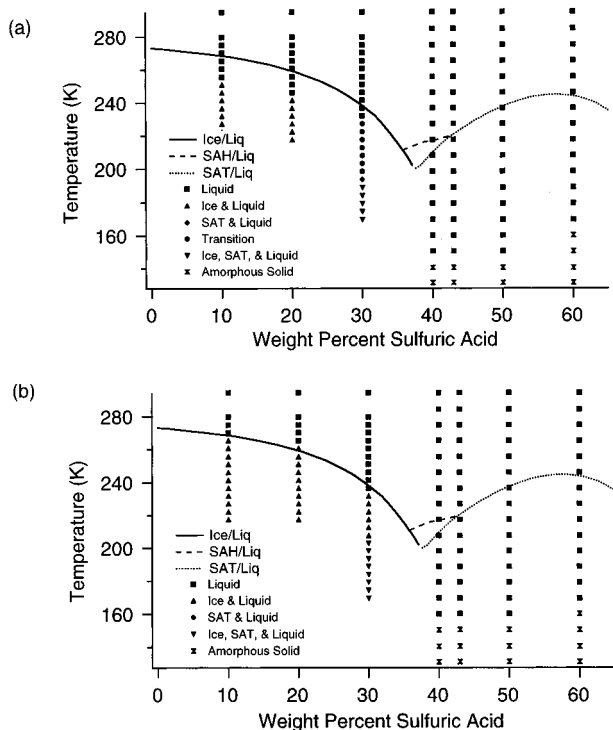 (a)
280
240
200
160
Temperature (K)
Ice/Liq
SAH/Liq
SAT/Liq
Liquid
Ice & Liquid
SAT & Liquid
Transition
Ice, SAT, & Liquid
Amorphous Solid
0 10 20 30 40 50 60
Weight Percent Sulfuric Acid
(b)
280
240
200
160
Temperature (K)
Ice/Liq
SAH/Liq
SAT/Liq
Liquid
Ice & Liquid
SAT & Liquid
Ice, SAT, & Liquid
Amorphous Solid
0 10 20 30 40 50 60
Weight Percent Sulfuric Acid